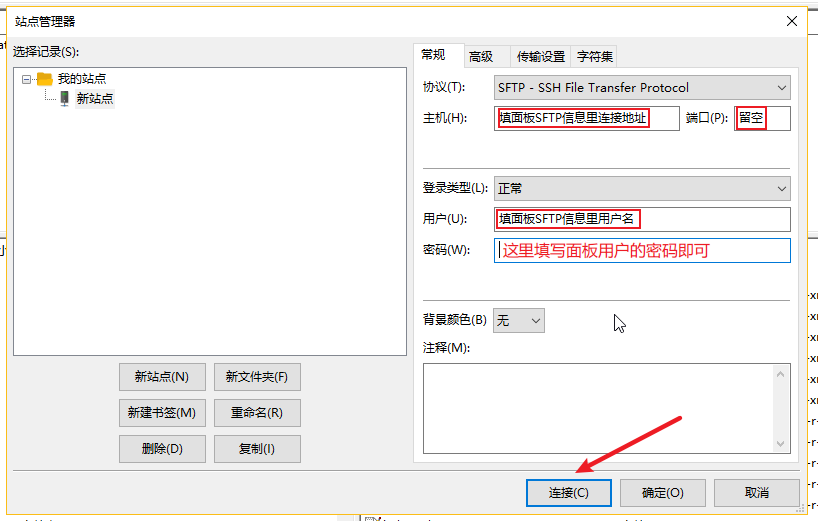 站点管理器
选择记录(S):
我的站点
新站点
新站点(N)
新文件夹(F)
新建书签(M)
重命名(R)
删除(D)
复制(I)
常规
高级
传输设置
字符集
协议(T):
SFTP - SSH File Transfer Protocol
主机(H):
填面板SFTP信息里连接地址
端口(P):
留空
登录类型(L):
正常
用户(U):
填面板SFTP信息里用户名
密码(W):
这里填写面板用户的密码即可
背景颜色(B)
无
注释(M):
连接(C)
确定(O)
取消